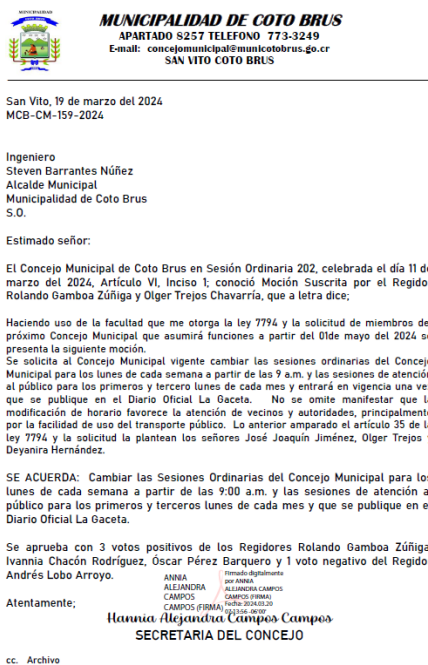 MUNICIPALIDAD
COTO BRUS
MUNICIPALIDAD DE COTO BRUS
APARTADO 8257 TELEFONO 773-3249
E-mail: concejomunicipal@municotobrus.go.cr
SAN VITO COTO BRUS
San Vito, 19 de marzo del 2024
MCB-CM-159-2024
Ingeniero
Steven Barrantes Núñez
Alcalde Municipal
Municipalidad de Coto Brus
S.O.
Estimado señor:
El Concejo Municipal de Coto Brus en Sesión Ordinaria 202, celebrada el día 11 de
marzo del 2024, Artículo VI, Inciso 1; conoció Moción Suscrita por el Regido
Rolando Gamboa Zúñiga y Olger Trejos Chavarría, que a letra dice;
Haciendo uso de la facultad que me otorga la ley 7794 y la solicitud de miembros de
próximo Concejo Municipal que asumirá funciones a partir del 01de mayo del 2024 se
presenta la siguiente moción.
Se solicita al Concejo Municipal vigente cambiar las sesiones ordinarias del Concejo
Municipal para los lunes de cada semana a partir de las 9 a.m. y las sesiones de atención
al público para los primeros y tercero lunes de cada mes y entrará en vigencia una ve
que se publique en el Diario Oficial La Gaceta. No se omite manifestar que la
modificación de horario favorece la atención de vecinos y autoridades, principalmente
por la facilidad de uso del transporte público. Lo anterior amparado el artículo 35 de la
ley 7794 y la solicitud la plantean los señores José Joaquín Jiménez, Olger Trejos
Deyanira Hernández.
SE ACUERDA: Cambiar las Sesiones Ordinarias del Concejo Municipal para los
lunes de cada semana a partir de las 9:00 a.m. y las sesiones de atención a
público para los primeros y terceros lunes de cada mes y que se publique en e
Diario Oficial La Gaceta.
Se aprueba con 3 votos positivos de los Regidores Rolando Gamboa Zúñiga
Ivannia Chacón Rodríguez, Óscar Pérez Barquero y 1 voto negativo del Regido
Andrés Lobo Arroyo.
ANNIA
ALEJANDRA
CAMPOS
CAMPOS (FIRMA)
Firmado digitalmente
por ANNIA
ALEJANDRA CAMPOS
CAMPOS (FIRMA)
Fecha: 2024.03.20
07:13:56 -06'00'
Atentamente;
Hannia Alejandra Campos Campos
SECRETARIA DEL CONCEJO
cc. Archivo